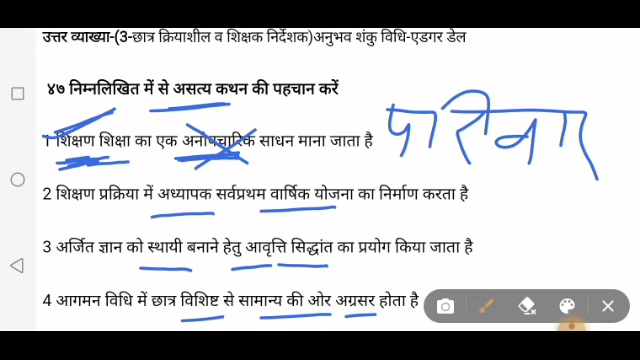 उत्तर व्याख्या-(3-छात्र क्रियाशील व शिक्षक निर्देशक)अनुभव शंकु विधि-एडगर डेल
४७ निम्नलिखित में से असत्य कथन की पहचान करें
1 शिक्षण शिक्षा का एक अनौपचारिक साधन माना जाता है
परिवार
2 शिक्षण प्रक्रिया में अध्यापक सर्वप्रथम वार्षिक योजना का निर्माण करता है
3 अर्जित ज्ञान को स्थायी बनाने हेतु आवृत्ति सिद्धांत का प्रयोग किया जाता है
4 आगमन विधि में छात्र विशिष्ट से सामान्य की ओर अग्रसर होता है